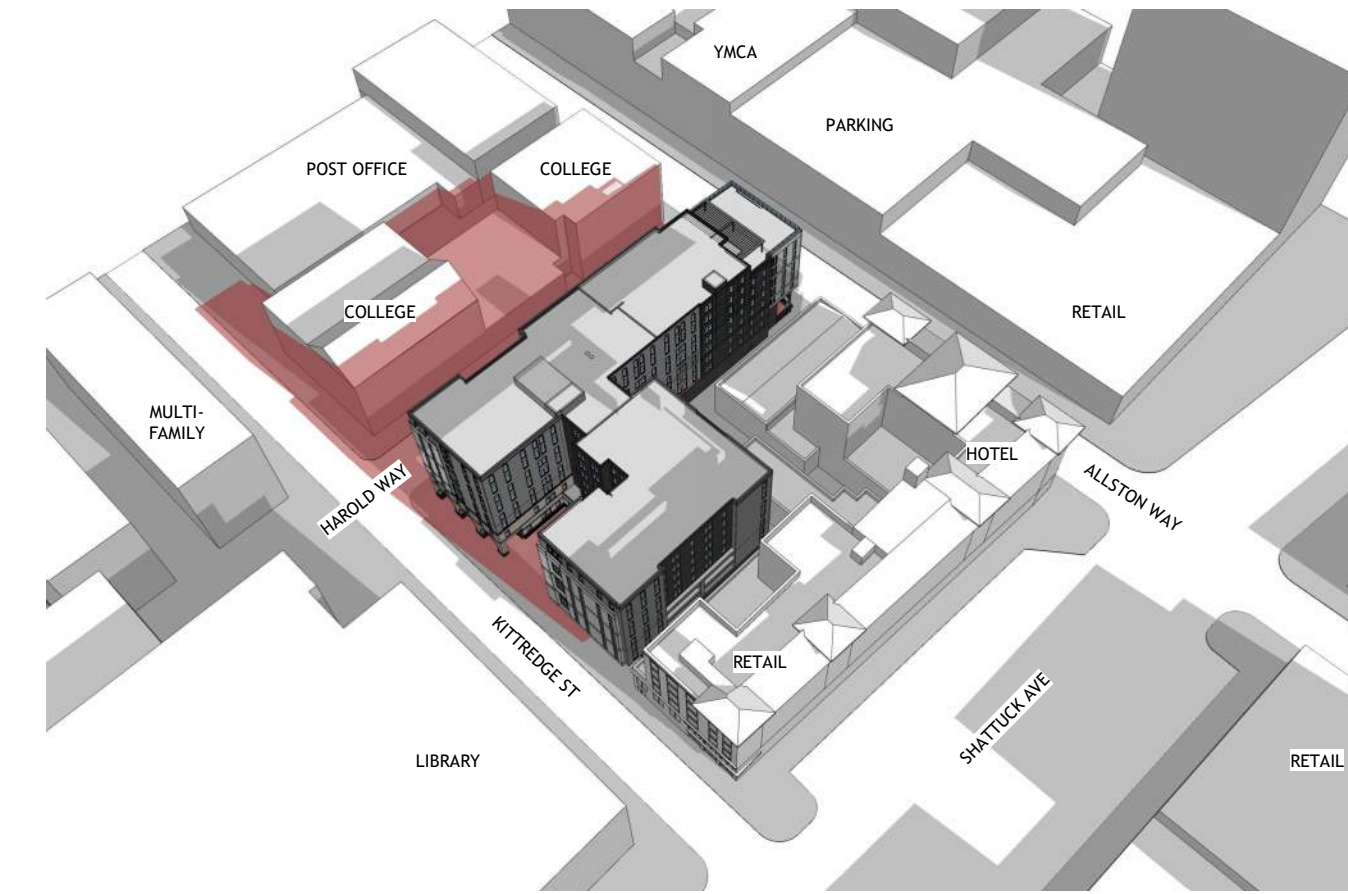 YMCA
PARKING
POST OFFICE
COLLEGE
COLLEGE
RETAIL
MULTI-
FAMILY
HOTEL
HAROLD WAY
ALLSTON WAY
KITTREDGE ST
RETAIL
SHATTUCK AVE
LIBRARY
RETAIL